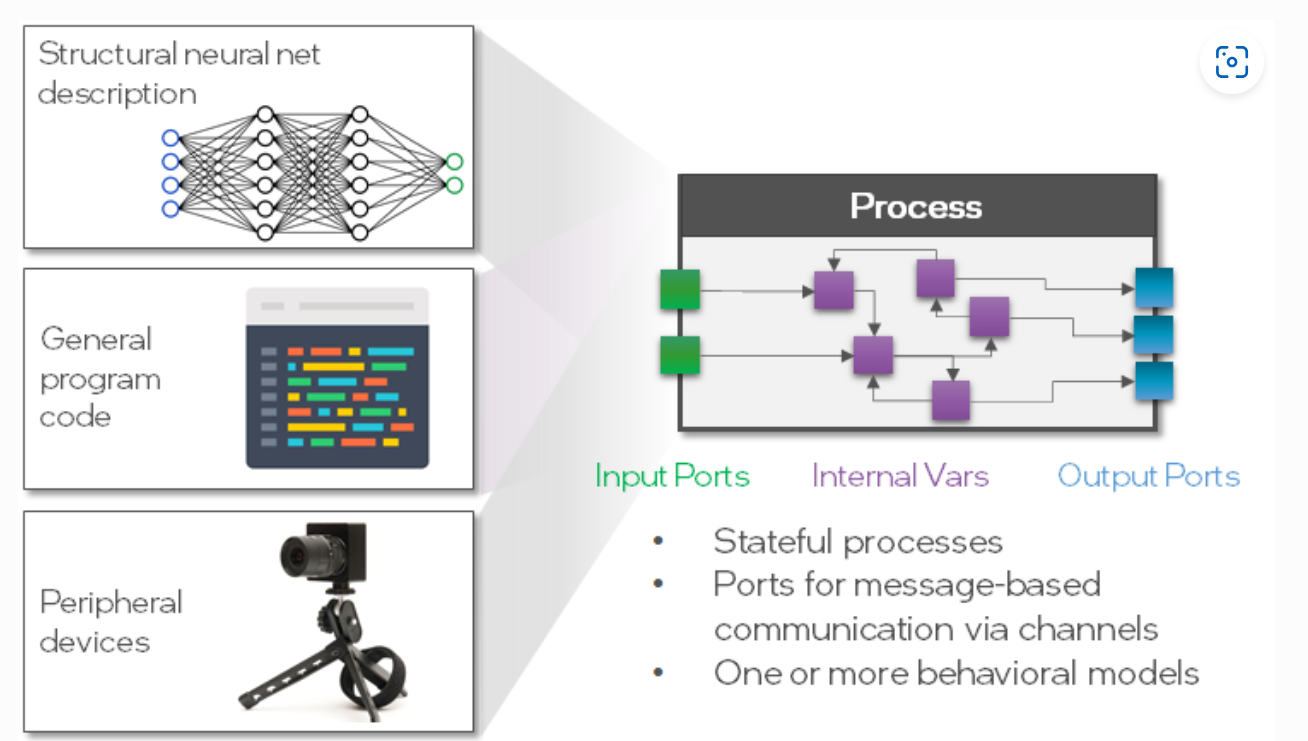 Structural neural net
description
General
program
code
Peripheral
devices
Process
Input Ports
Internal Vars
Output Ports
• Stateful processes
• Ports for message-based
communication via channels
• One or more behavioral models